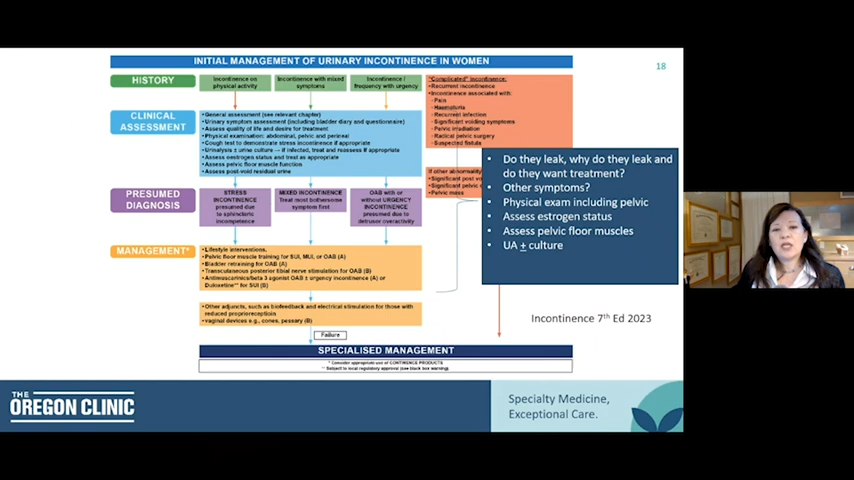 INITIAL MANAGEMENT OF URINARY INCONTINENCE IN WOMEN
18
HISTORY
Incontinence on
physical activity
Incontinence with mixed
symptoms
Incontinence /
frequency with urgency
"Complicated" incontinence:
• Recurrent incontinence
• Incontinence associated with:
- Pain
- Haematuria
- Recurrent infection
- Significant voiding symptoms
- Pelvic irradiation
- Radical pelvic surgery
- Suspected fistula
CLINICAL
ASSESSMENT
• General assessment (see relevant chapter)
• Urinary symptom assessment (including bladder diary and questionnaire)
• Assess quality of life and desire for treatment
• Physical examination: abdominal, pelvic and perineal
• Cough test to demonstrate stress incontinence if appropriate
• Urinalysis ± urine culture → if infected, treat and reassess if appropriate
• Assess oestrogen status and treat as appropriate
• Assess pelvic floor muscle function
• Assess post-void residual urine
If other abnormality
• Significant post vo
• Significant pelvic o
• Pelvic mass
• Do they leak, why do they leak and
do they want treatment?
• Other symptoms?
• Physical exam including pelvic
• Assess estrogen status
• Assess pelvic floor muscles
• UA + culture
PRESUMED
DIAGNOSIS
STRESS
INCONTINENCE
presumed due to
sphincteric
incompetence
MIXED INCONTINENCE
Treat most bothersome
symptom first
OAB with or
without URGENCY
INCONTINENCE
presumed due to
detrusor overactivity
MANAGEMENT*
• Lifestyle interventions.
• Pelvic floor muscle training for SUI, MUI, or OAB (A)
• Bladder retraining for OAB (A)
• Transcutaneous posterior tibial nerve stimulation for OAB (B)
• Antimuscarinics/beta 3 agonist OAB ± urgency incontinence (A) or
Duloxetine** for SUI (B)
• Other adjuncts, such as biofeedback and electrical stimulation for those with
reduced proprioceptioin
• vaginal devices e.g., cones, pessary (B)
Failure
Incontinence 7th Ed 2023
SPECIALISED MANAGEMENT
* Consider appropriate use of CONTINENCE PRODUCTS
** Subject to local regulatory approval (see black box warning).
THE
OREGON CLINIC
Specialty Medicine,
Exceptional Care.